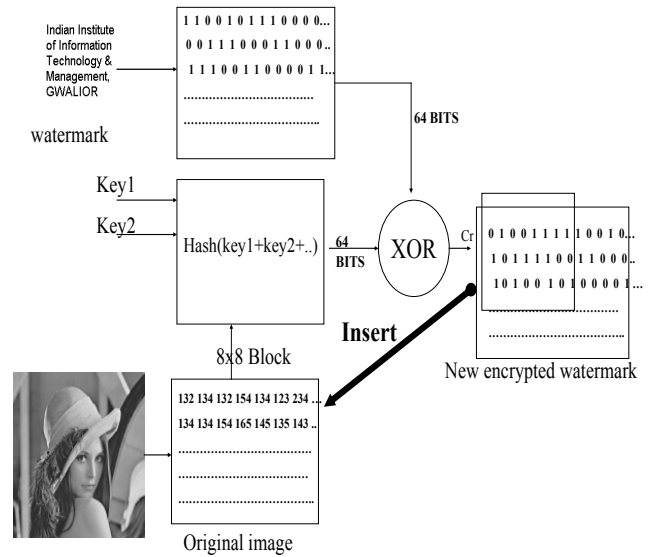 Indian Institute
of Information
Technology &
Management,
GWALIOR
watermark
1 1 0 0 1 0 1 1 1 0 0 0 0...
0 0 1 1 1 0 0 0 1 1 0 0 0..
1 1 1 0 0 1 1 0 0 0 0 1 1...
64 BITS
Key1
Key2
Hash(key1+key2+..)
64
BITS
XOR
Cr
0 1 0 0 1 1 1 1 1 0 0 1 0...
1 0 1 1 1 1 0 0 1 1 0 0 0..
1 0 1 0 0 1 0 1 0 0 0 0 1...
New encrypted watermark
Insert
8x8 Block
132 134 132 154 134 123 234 ...
134 134 154 165 145 135 143 ..
Original image